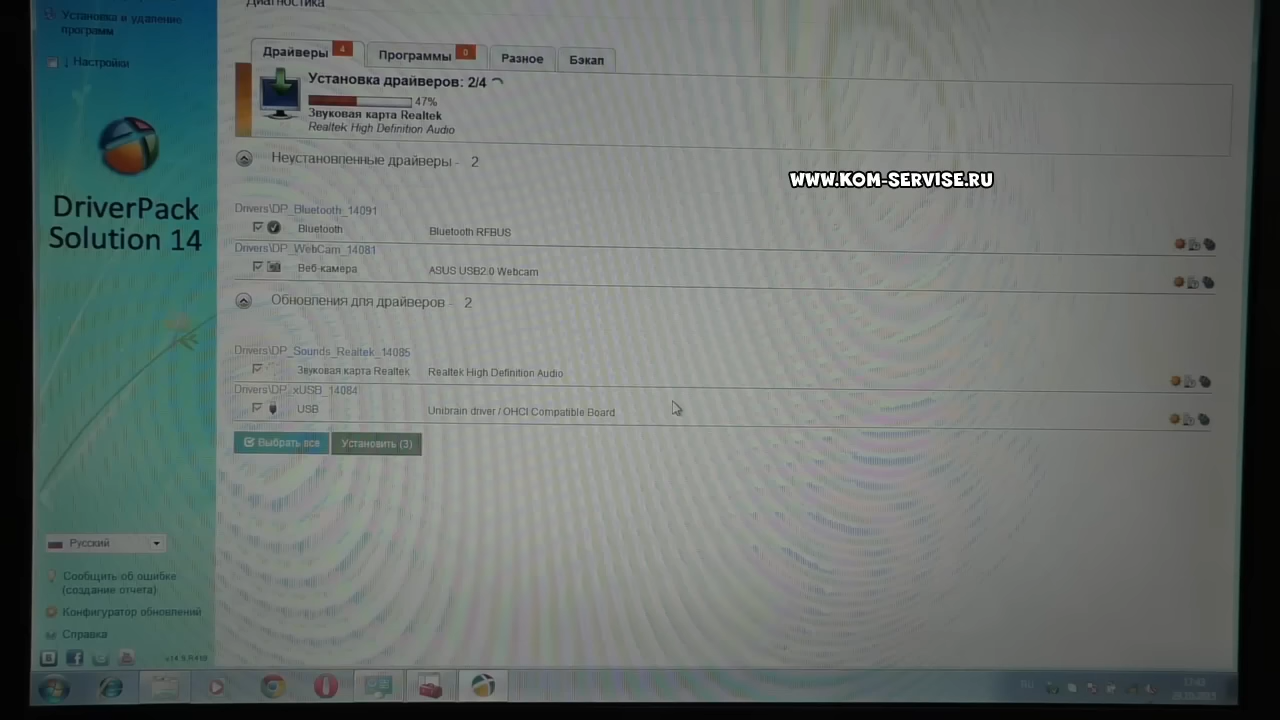 Диагностика
Установка и удаление
программ
Настройки
Драйверы 4
Программы 0
Разное
Бэкап
Установка драйверов: 2/4
47%
Звуковая карта Realtek
Realtek High Definition Audio
Неустановленные драйверы - 2
WWW.KOM-SERVISE.RU
Drivers\DP_Bluetooth_14091
Bluetooth Bluetooth RFBUS
Drivers\DP_WebCam_14081
Веб-камера ASUS USB2.0 Webcam
Обновления для драйверов - 2
Drivers\DP_Sounds_Realtek_14085
Звуковая карта Realtek Realtek High Definition Audio
Drivers\DP_xUSB_14084
USB Unibrain driver / OHCI Compatible Board
Выбрать все
Установить (3)
DriverPack
Solution 14
Русский
Сообщить об ошибке
(создание отчета)
Конфигуратор обновлений
Справка
RU